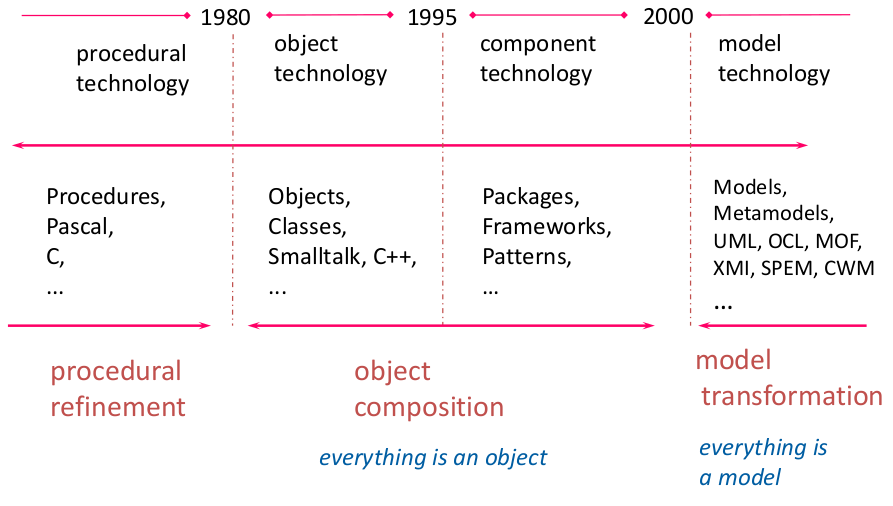 1980
1995
2000
procedural
technology
object
technology
component
technology
model
technology
Procedures,
Pascal,
C,
...
Objects,
Classes,
Smalltalk, C++,
...
Packages,
Frameworks,
Patterns,
...
Models,
Metamodels,
UML, OCL, MOF,
XMI, SPEM, CWM
...
procedural
refinement
object
composition
model
transformation
everything is an object
everything is
a model